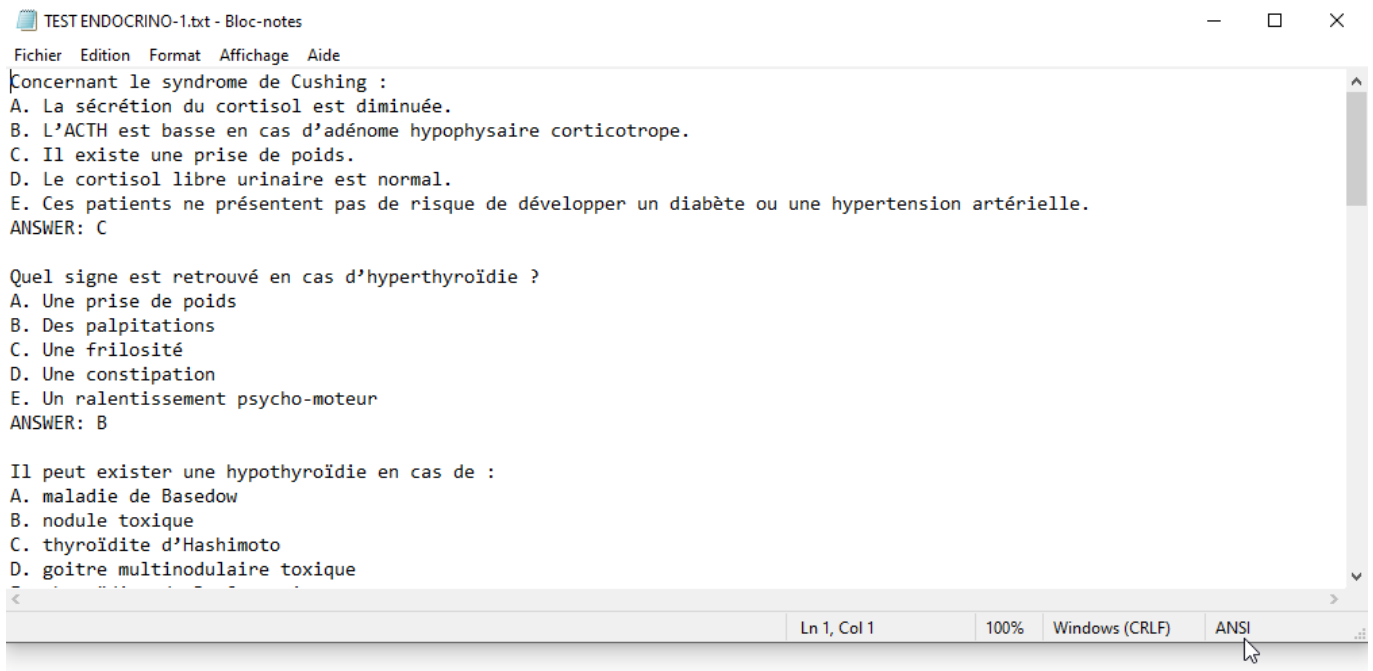 TEST ENDOCRINO-1.txt - Bloc-notes
Fichier Edition Format Affichage Aide
Concernant le syndrome de Cushing :
A. La sécrétion du cortisol est diminuée.
B. L’ACTH est basse en cas d’adénome hypophysaire corticotrope.
C. Il existe une prise de poids.
D. Le cortisol libre urinaire est normal.
E. Ces patients ne présentent pas de risque de développer un diabète ou une hypertension artérielle.
ANSWER: C
Quel signe est retrouvé en cas d’hyperthyroïdie ?
A. Une prise de poids
B. Des palpitations
C. Une frilosité
D. Une constipation
E. Un ralentissement psycho-moteur
ANSWER: B
Il peut exister une hypothyroïdie en cas de :
A. maladie de Basedow
B. nodule toxique
C. thyroïdite d’Hashimoto
D. goitre multinodulaire toxique
Ln 1, Col 1 100% Windows (CRLF) ANSI